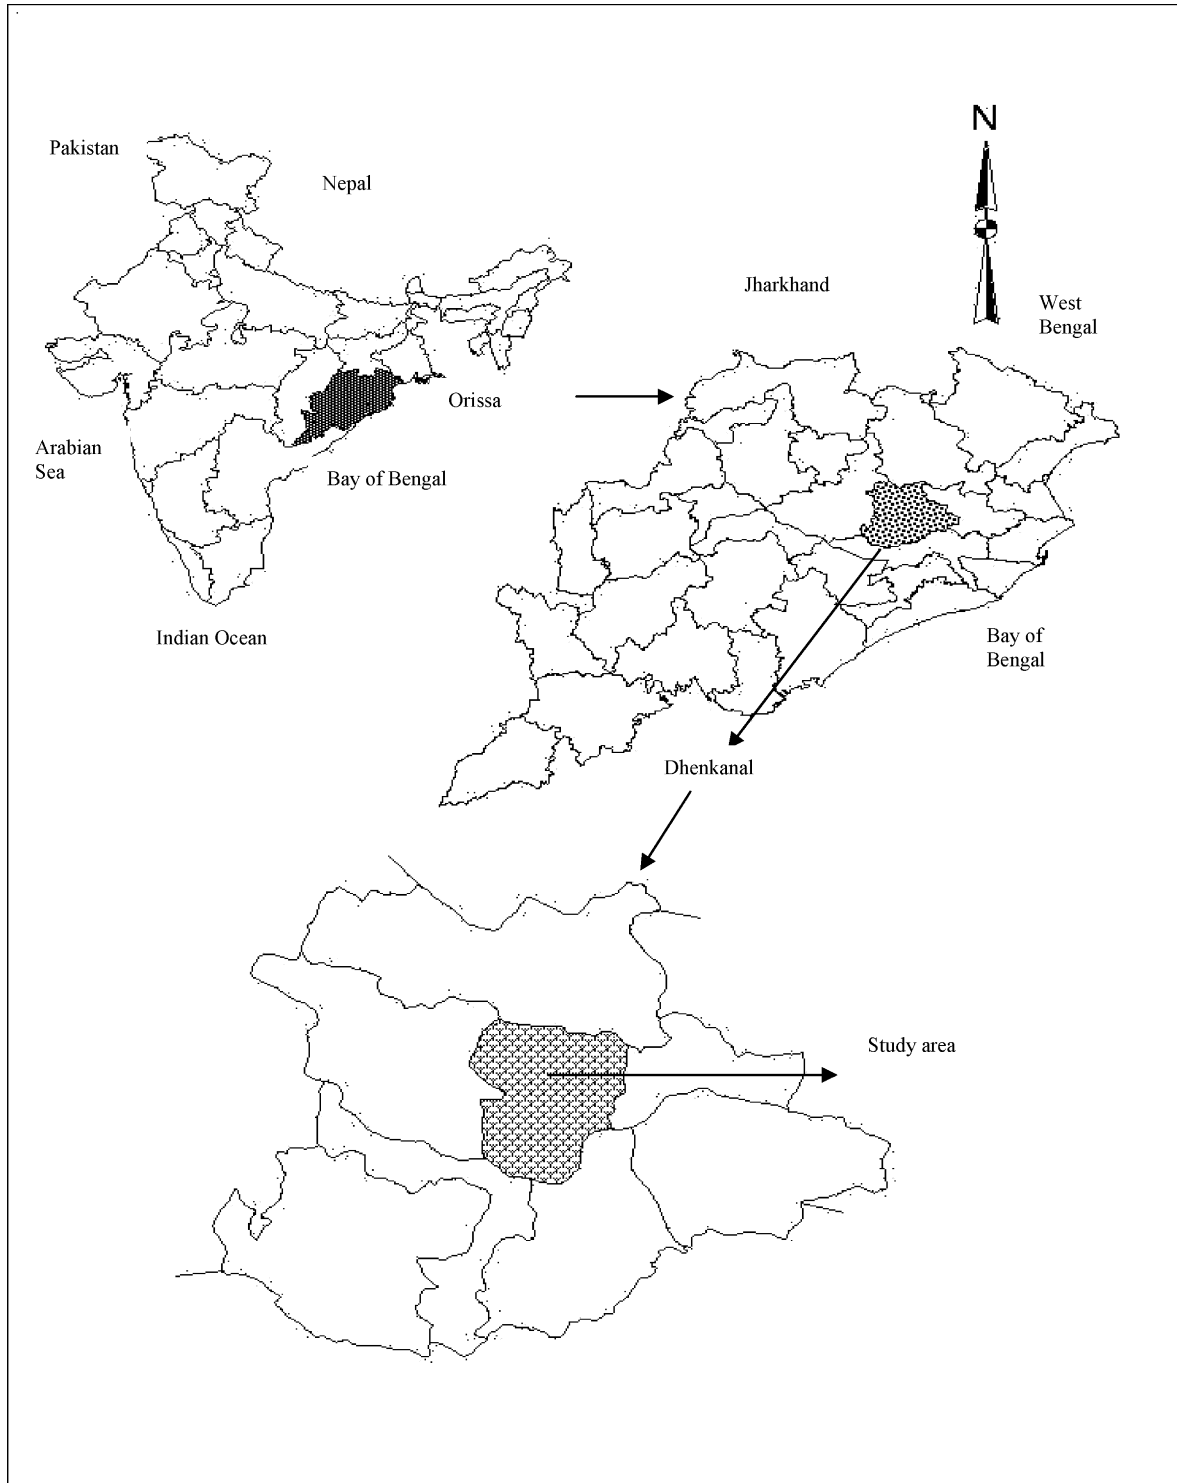 N
Pakistan
Nepal
Jharkhand
West
Bengal
Orissa
Arabian
Sea
Bay of Bengal
Indian Ocean
Bay of
Bengal
Dhenkanal
Study area